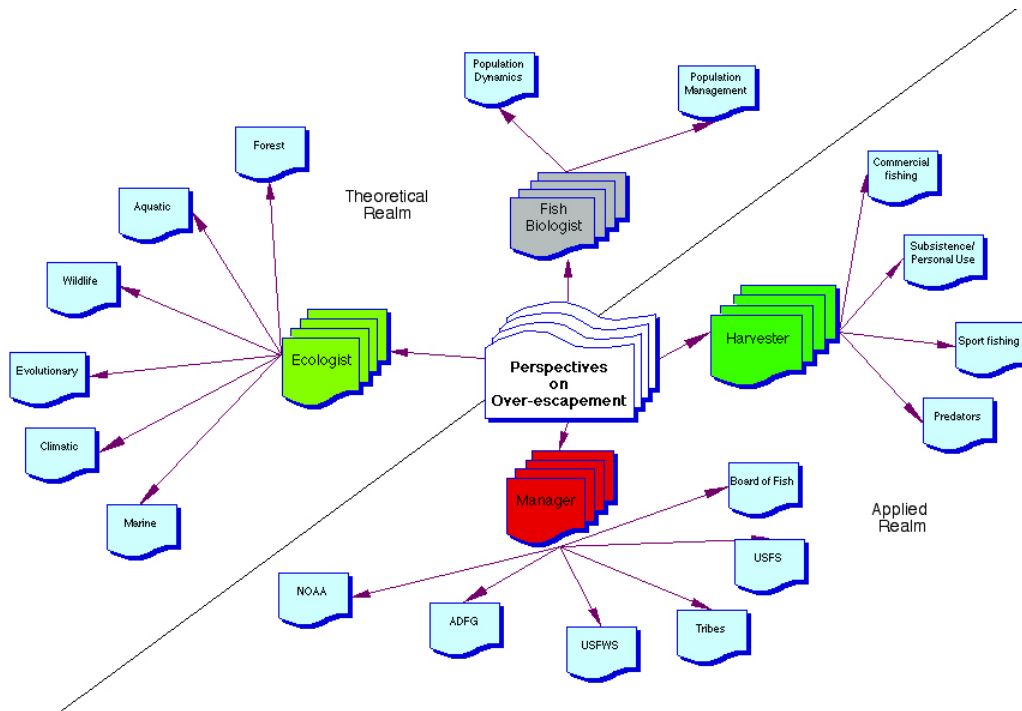 Population
Dynamics
Population
Management
Forest
Commercial
fishing
Theoretical
Realm
Aquatic
Fish
Biologist
Subsistence/
Personal Use
Wildlife
Ecologist
Harvester
Sport fishing
Evolutionary
Perspectives
on
Over-escapement
Predators
Climatic
Manager
Board of Fish
Marine
Applied
Realm
USFS
NOAA
ADFG
Tribes
USFWS